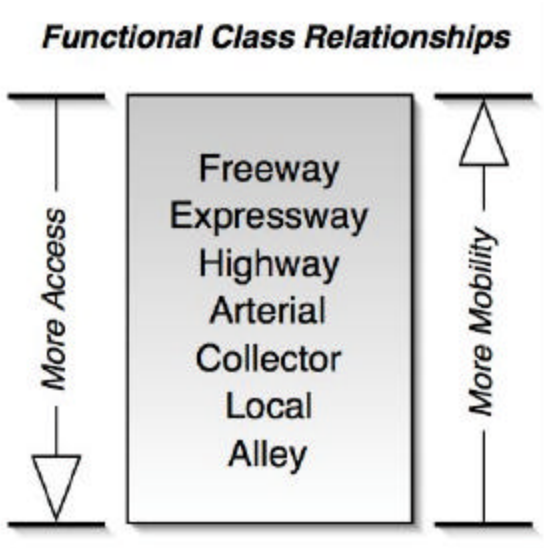 Functional Class Relationships
More Access
Freeway
Expressway
Highway
Arterial
Collector
Local
Alley
More Mobility